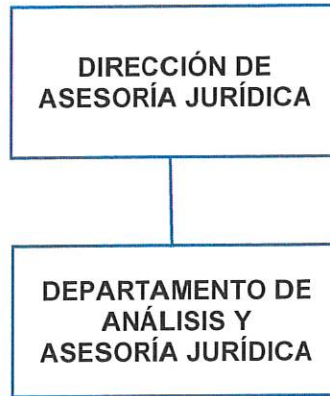 DIRECCIÓN DE
ASESORÍA JURÍDICA
DEPARTAMENTO DE
ANÁLISIS Y
ASESORÍA JURÍDICA